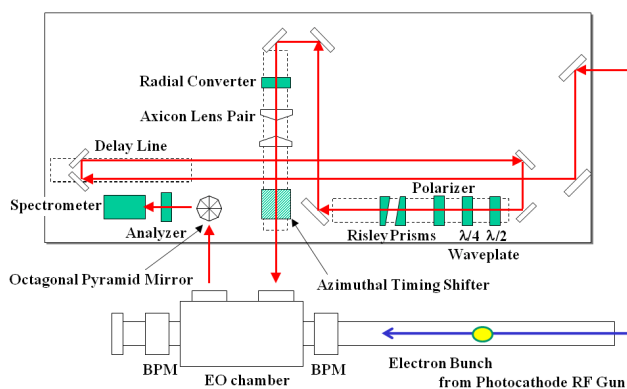 Radial Converter
Axicon Lens Pair
Delay Line
Polarizer
Spectrometer
Analyzer
Risley Prisms
λ/4 λ/2
Waveplate
Octagonal Pyramid Mirror
Azimuthal Timing Shifter
BPM
EO chamber
BPM
Electron Bunch
from Photocathode RF Gun